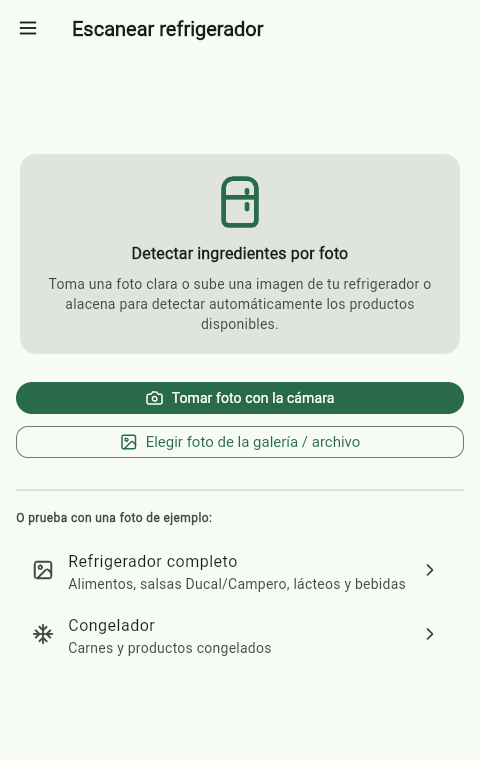 Escanear refrigerador
Detectar ingredientes por foto
Toma una foto clara o sube una imagen de tu refrigerador o
alacena para detectar automáticamente los productos
disponibles.
Tomar foto con la cámara
Elegir foto de la galería / archivo
O prueba con una foto de ejemplo:
Refrigerador completo
Alimentos, salsas Ducal/Campero, lácteos y bebidas
Congelador
Carnes y productos congelados